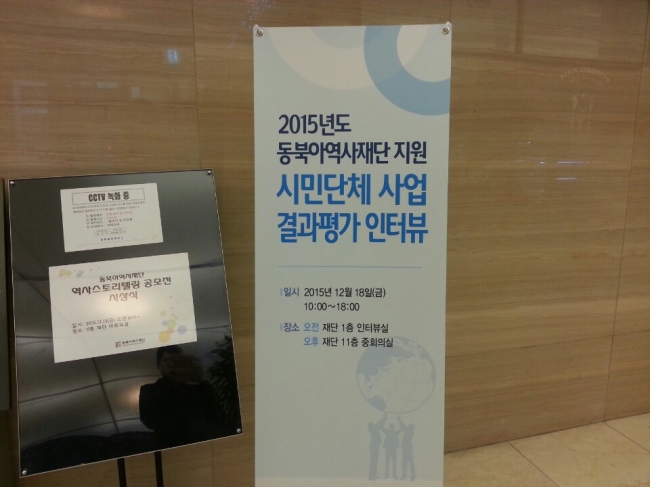 CCTV 녹화 중
동북아역사재단
역사스토리텔링 공모전
시상식
2015년도
동북아역사재단 지원
시민단체 사업
결과평가 인터뷰
일시 2015년 12월 18일(금)
10:00~18:00
장소 오전 재단 1층 인터뷰실
오후 재단 11층 중회의실